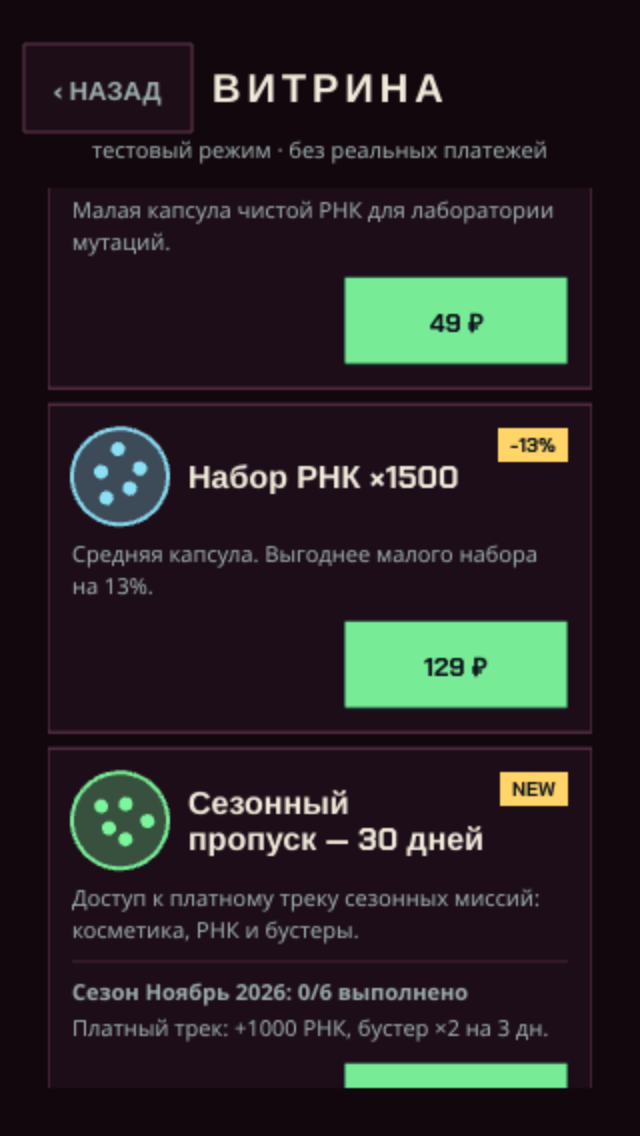 ‹ НАЗАД
ВИТРИНА
тестовый режим · без реальных платежей
Малая капсула чистой РНК для лаборатории
мутаций.
49 ₽
-13%
Набор РНК ×1500
Средняя капсула. Выгоднее малого набора
на 13%.
129 ₽
NEW
Сезонный
пропуск — 30 дней
Доступ к платному треку сезонных миссий:
косметика, РНК и бустеры.
Сезон Ноябрь 2026: 0/6 выполнено
Платный трек: +1000 РНК, бустер ×2 на 3 дн.